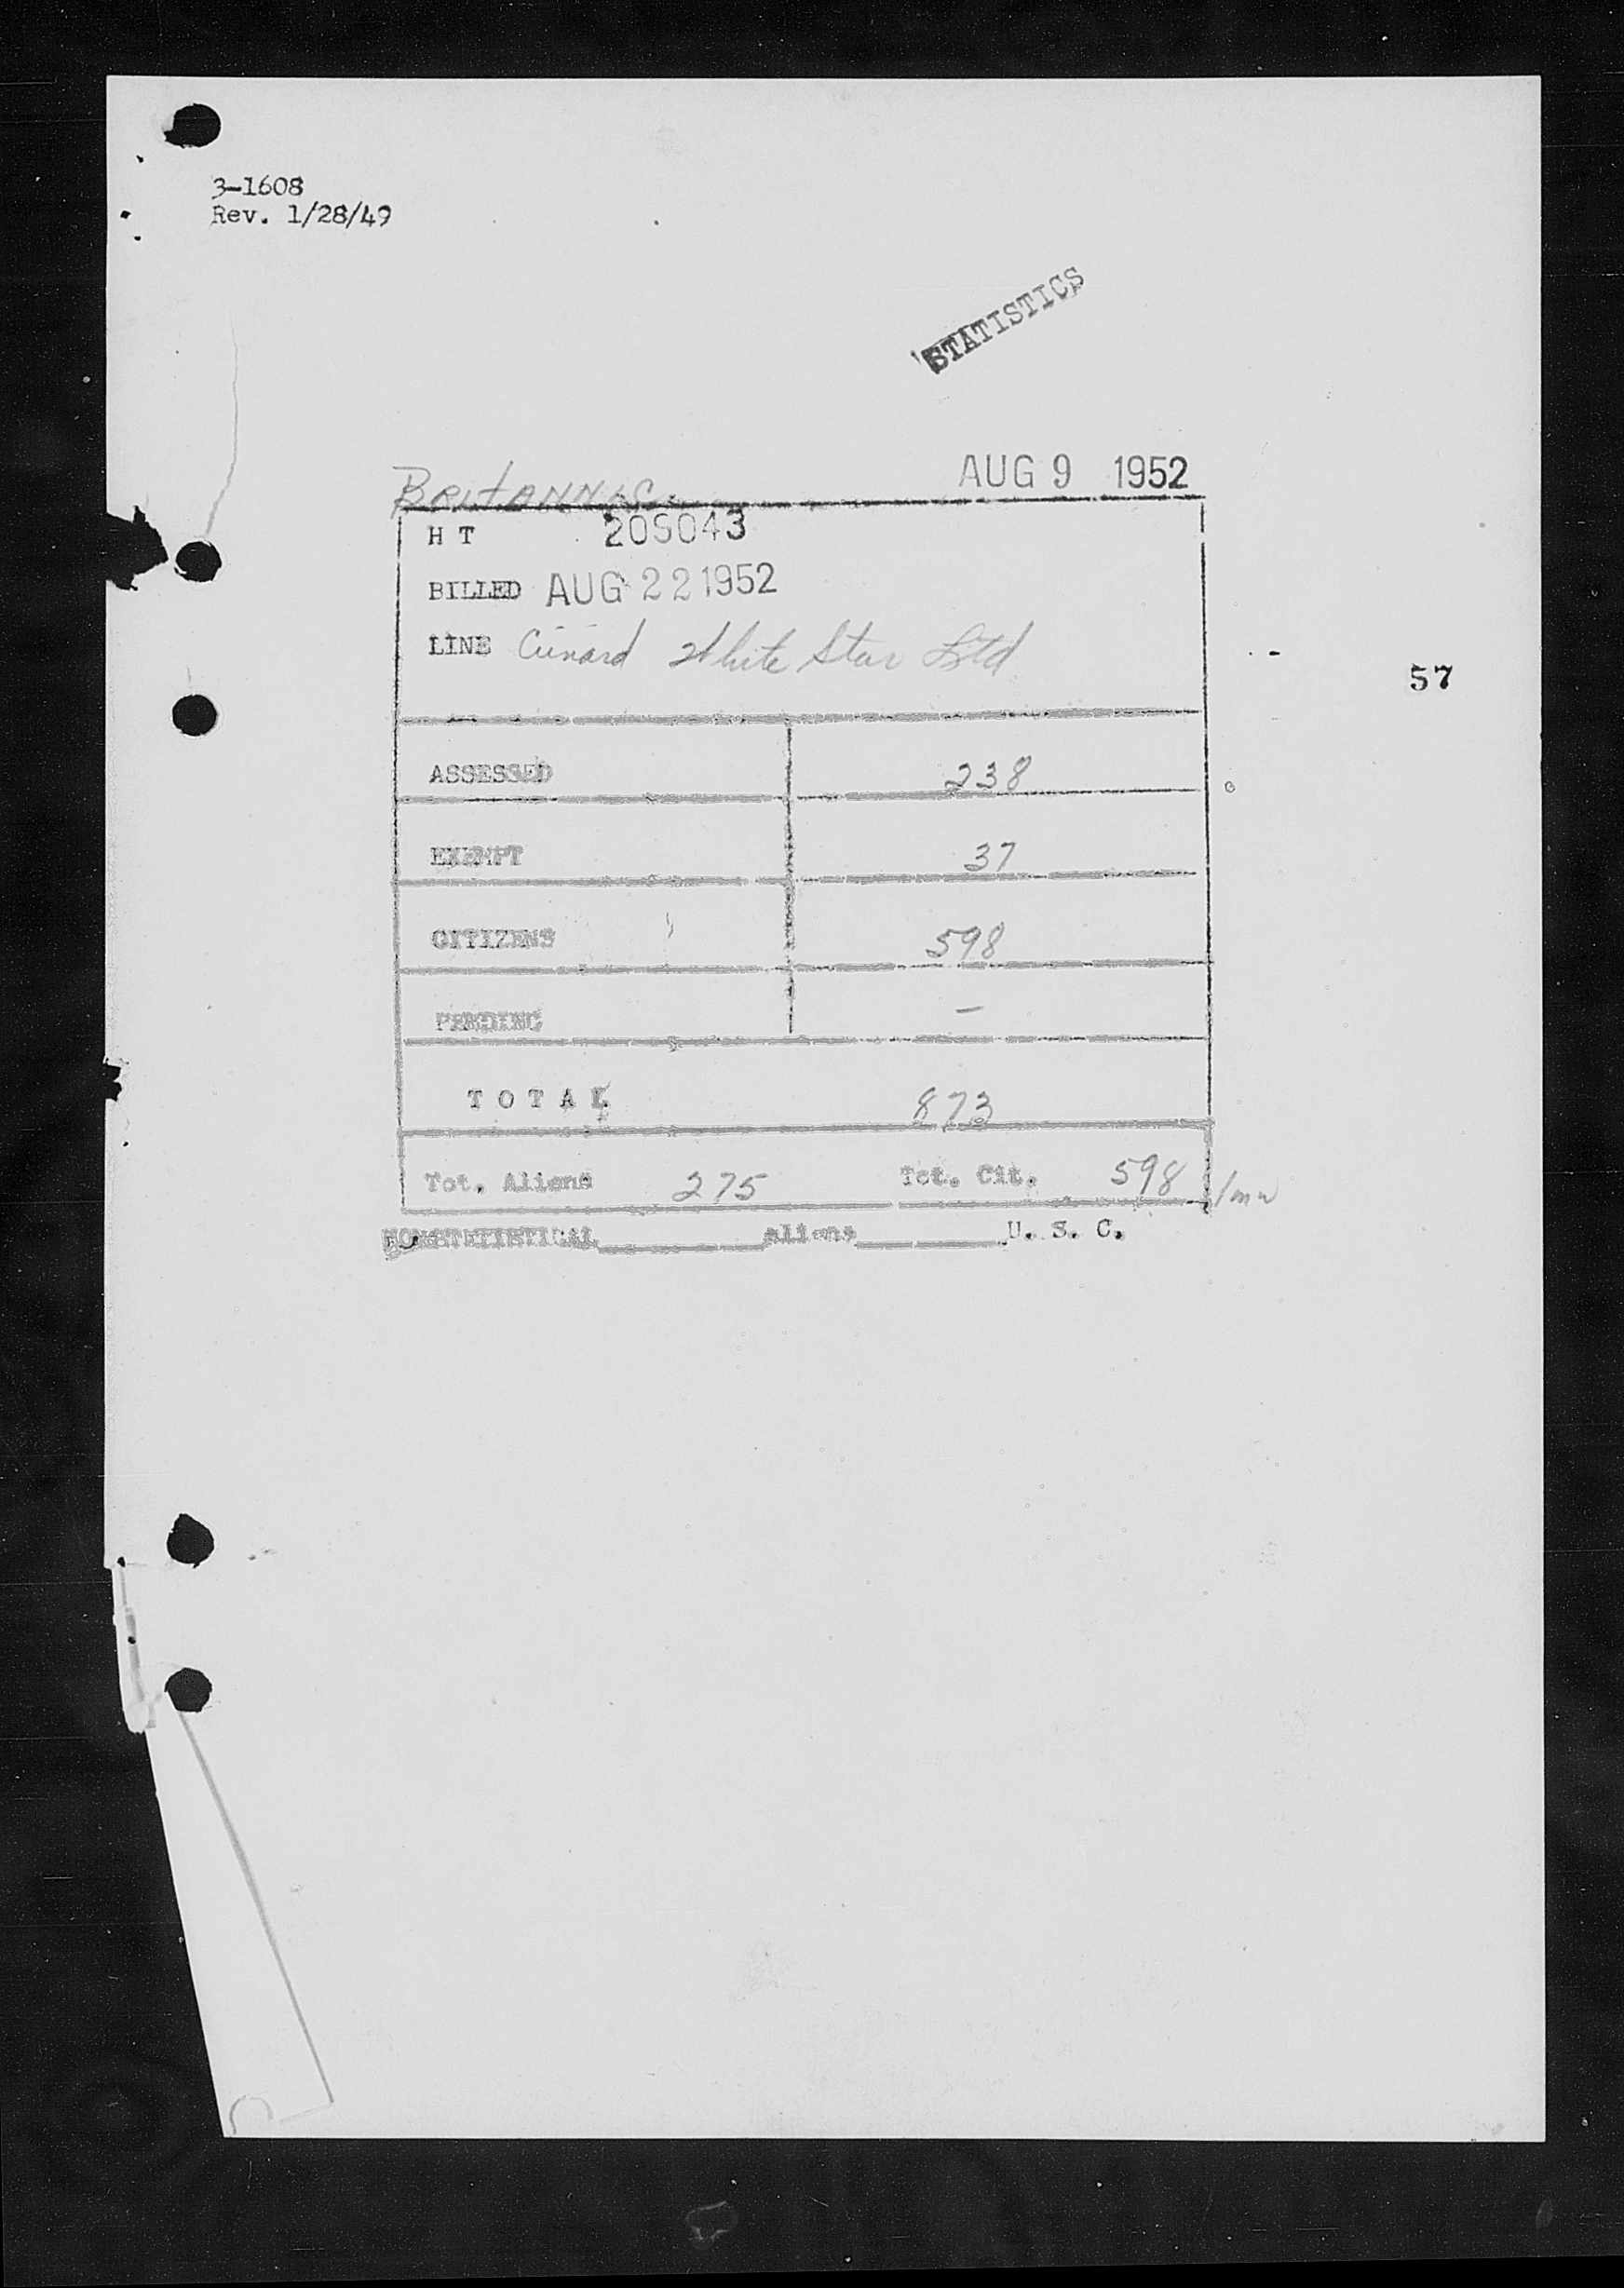 3-1608
Rev. 1/28/49
STATISTICS
BRITANNIC AUG 9 1952
H T 209043
BILLED AUG 22 1952
LINE Cunard White Star Ltd
57
ASSESSED 238
EXEMPT 37
CITIZENS 598
PENDING –
TOTAL 873
Tot. Aliens 275 Tot. Cit. 598
NONSTATISTICAL aliens U. S. C.